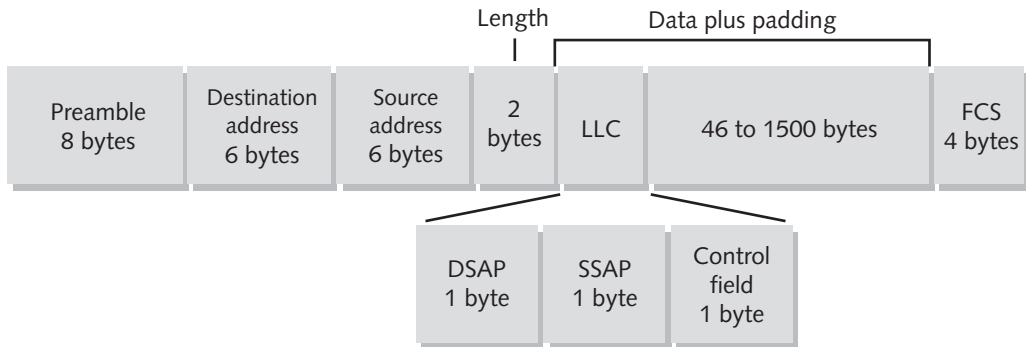 Length
Data plus padding
Preamble
8 bytes
Destination
address
6 bytes
Source
address
6 bytes
2
bytes
LLC
46 to 1500 bytes
FCS
4 bytes
DSAP
1 byte
SSAP
1 byte
Control
field
1 byte